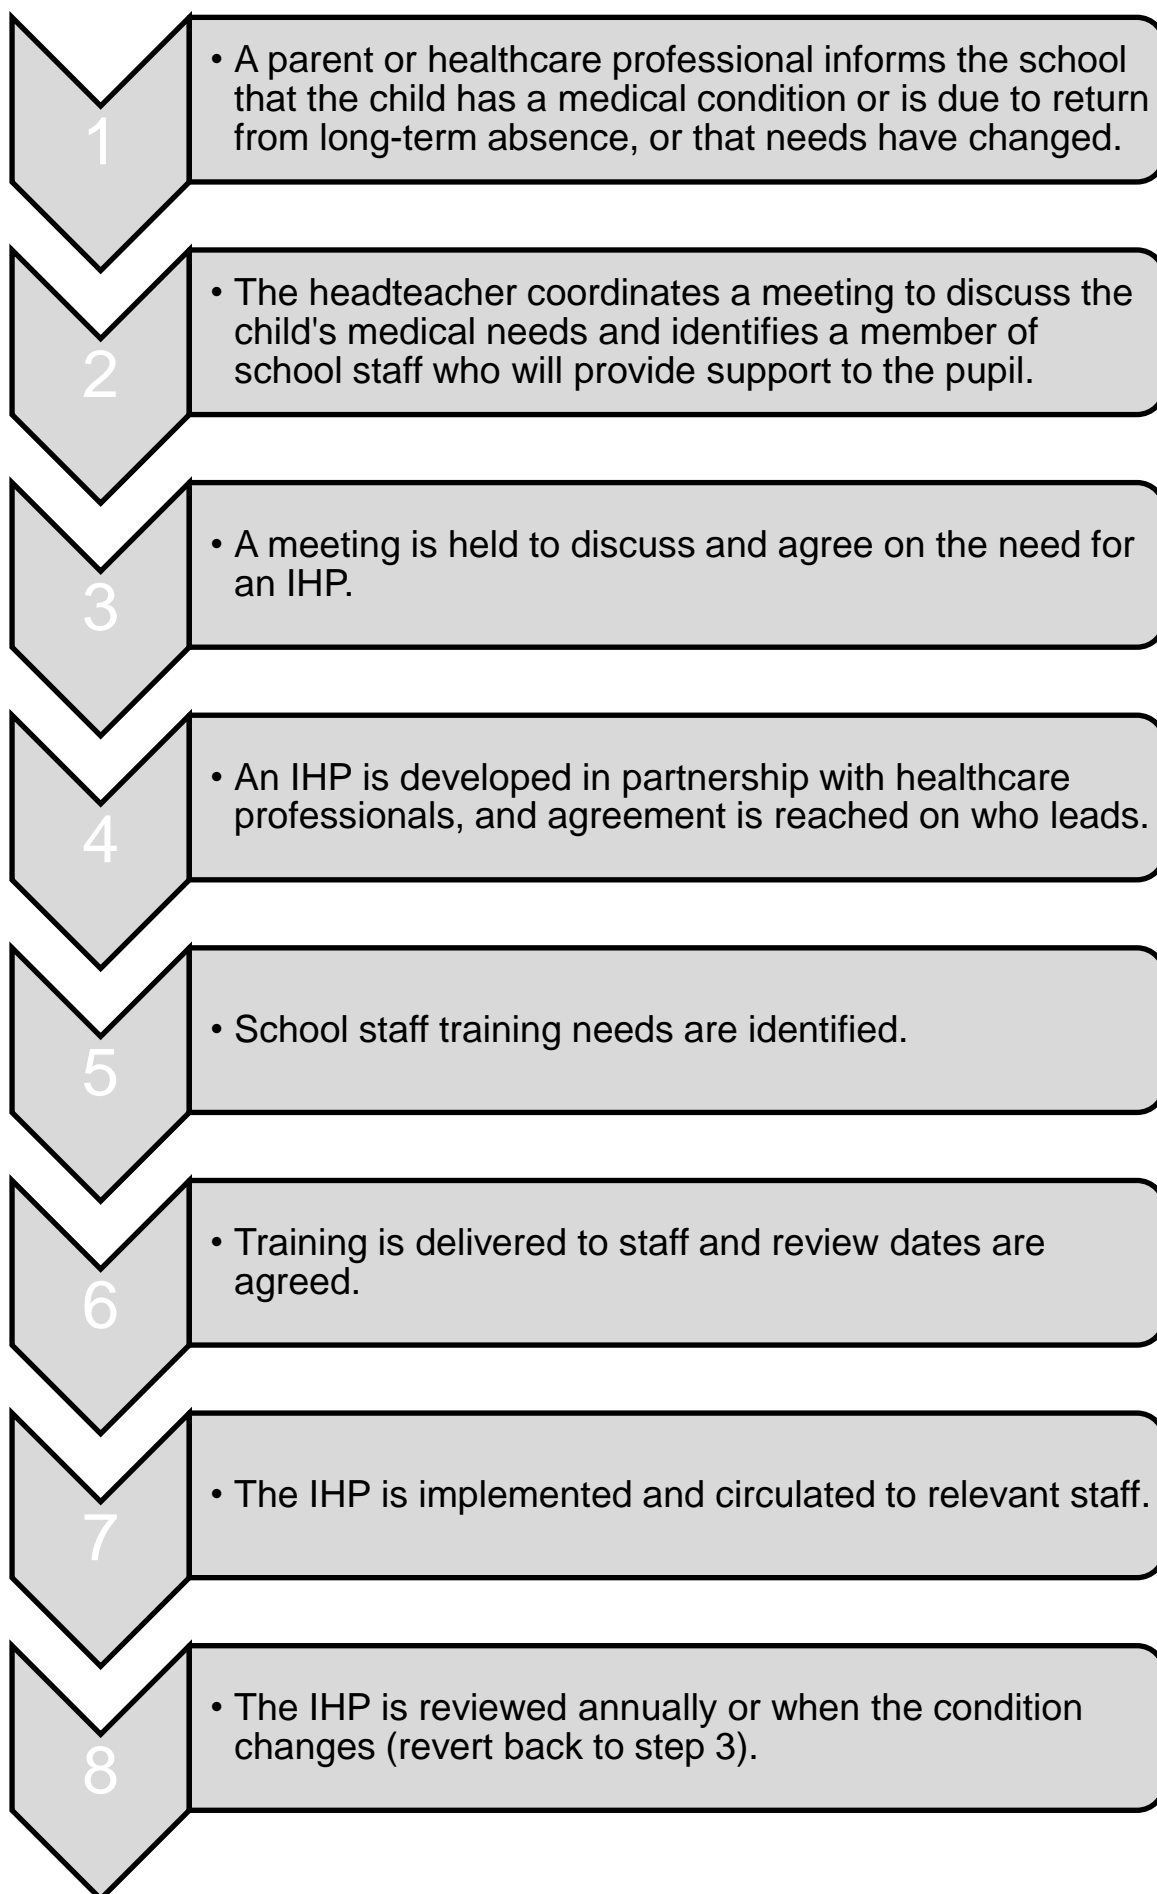 1
• A parent or healthcare professional informs the school
that the child has a medical condition or is due to return
from long-term absence, or that needs have changed.
2
• The headteacher coordinates a meeting to discuss the
child's medical needs and identifies a member of
school staff who will provide support to the pupil.
3
• A meeting is held to discuss and agree on the need for
an IHP.
4
• An IHP is developed in partnership with healthcare
professionals, and agreement is reached on who leads.
5
• School staff training needs are identified.
6
• Training is delivered to staff and review dates are
agreed.
7
• The IHP is implemented and circulated to relevant staff.
8
• The IHP is reviewed annually or when the condition
changes (revert back to step 3).